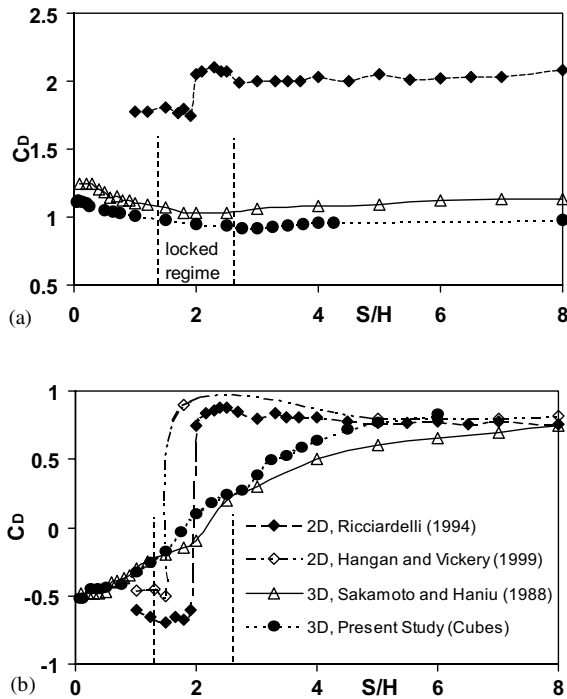 2.5
2
1.5
1
0.5
C_D
locked
regime
0
2
4
S/H
6
8
(a)
1
0.5
0
-0.5
-1
C_D
2D, Ricciardelli (1994)
2D, Hangan and Vickery (1999)
3D, Sakamoto and Haniu (1988)
3D, Present Study (Cubes)
0
2
4
S/H
6
8
(b)